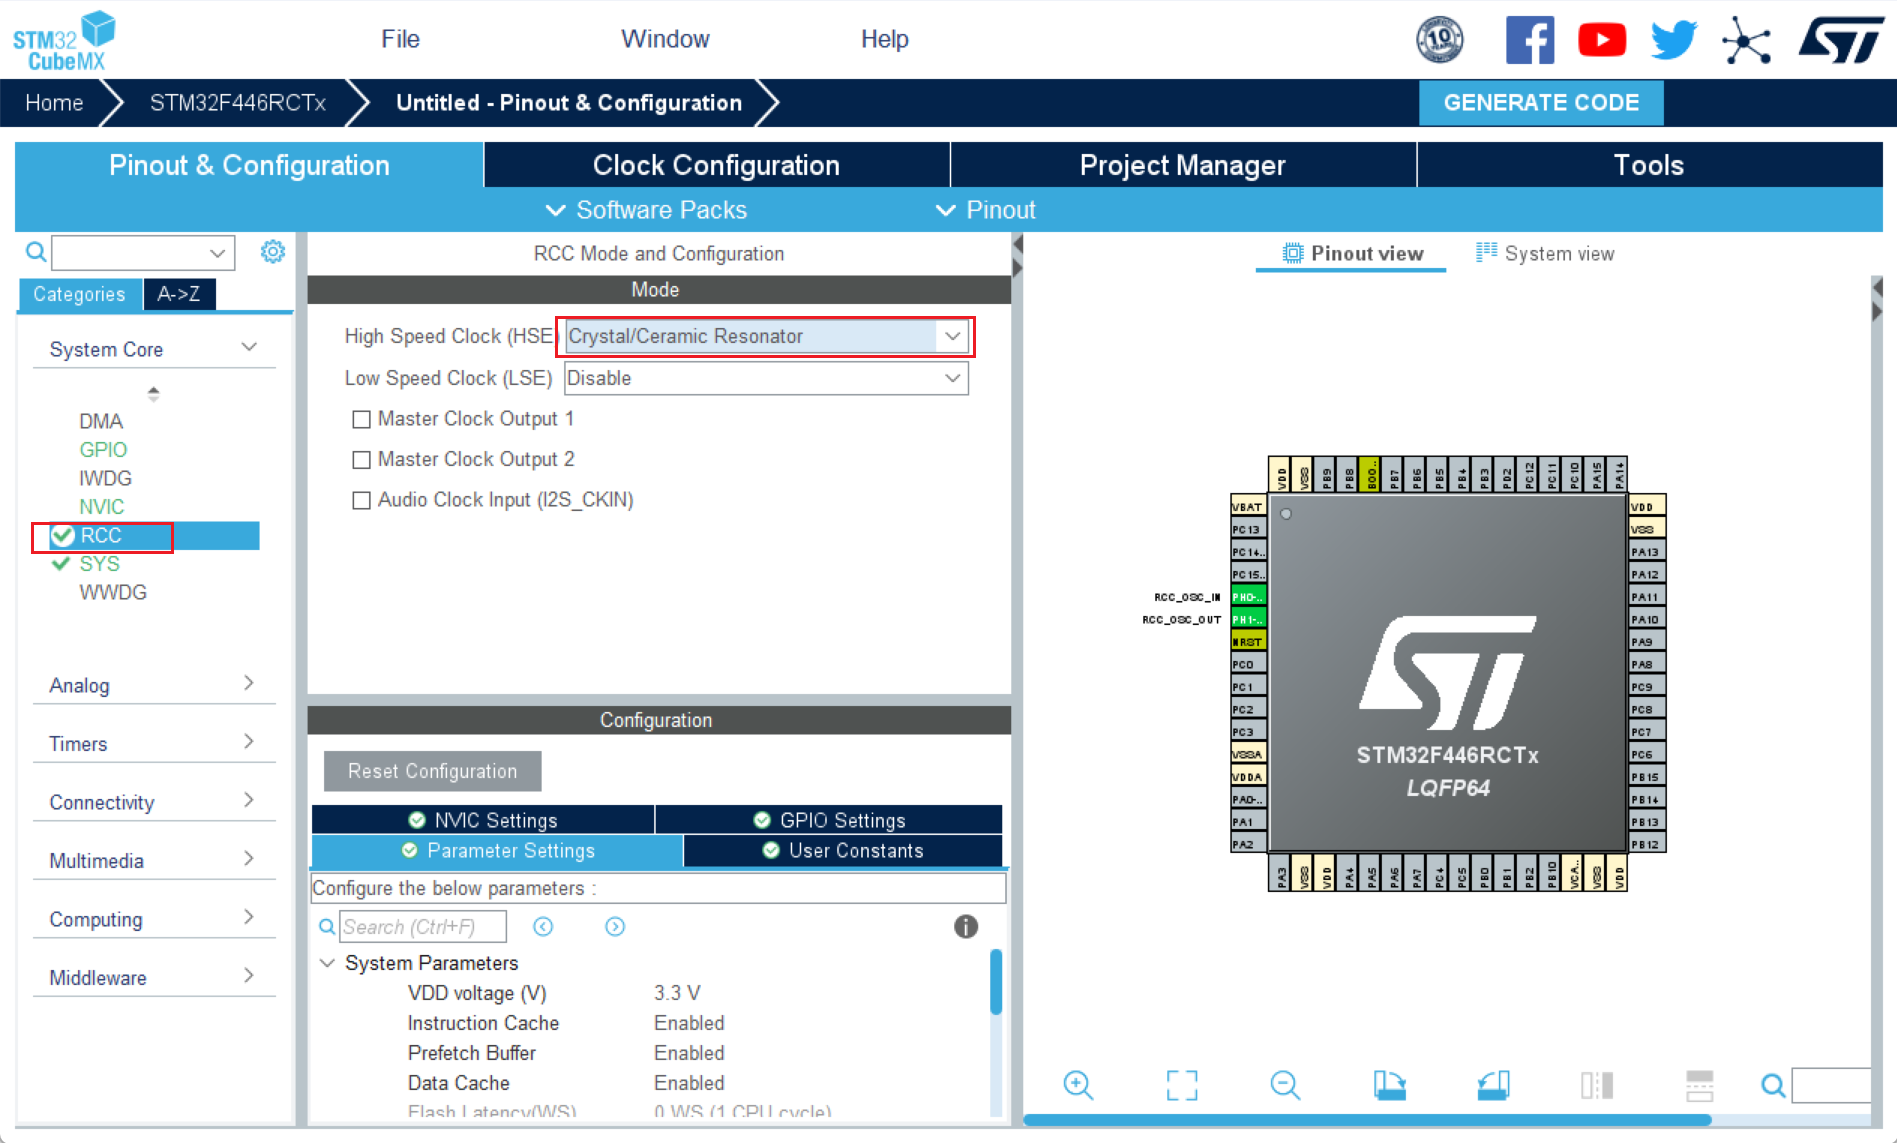 STM32
CubeMX
File
Window
Help
10
Home
STM32F446RCTx
Untitled - Pinout & Configuration
GENERATE CODE
Pinout & Configuration
Clock Configuration
Project Manager
Tools
Software Packs
Pinout
Categories
A->Z
System Core
DMA
GPIO
IWDG
NVIC
RCC
SYS
WWDG
Analog
Timers
Connectivity
Multimedia
Computing
Middleware
RCC Mode and Configuration
Mode
High Speed Clock (HSE
Crystal/Ceramic Resonator
Low Speed Clock (LSE)
Disable
Master Clock Output 1
Master Clock Output 2
Audio Clock Input (I2S_CKIN)
Configuration
Reset Configuration
NVIC Settings
GPIO Settings
Parameter Settings
User Constants
Configure the below parameters :
Search (Ctrl+F)
System Parameters
VDD voltage (V) 3.3 V
Instruction Cache Enabled
Prefetch Buffer Enabled
Data Cache Enabled
Flash Latency(WS) 0 WS (1 CPU cycle)
Pinout view
System view
VDD VSS PB9 PB8 BOO.. PB7 PB6 PB5 PB4 PB3 PD2 PC12 PC11 PC10 PA15 PA14
VBAT
PC13
PC14..
PC15..
RCC_OSC_IN PH0-..
RCC_OSC_OUT PH1-..
NRST
PC0
PC1
PC2
PC3
VSSA
VDDA
PA0-..
PA1
PA2
STM32F446RCTx
LQFP64
VDD
VSS
PA13
PA12
PA11
PA10
PA9
PA8
PC9
PC8
PC7
PC6
PB15
PB14
PB13
PB12
PA3 VSS VDD PA4 PA5 PA6 PA7 PC4 PC5 PB0 PB1 PB2 PB10 VCA.. VSS VDD